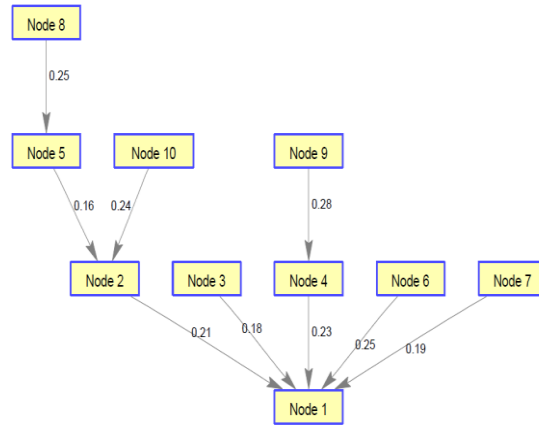 Node 8
0.25
Node 5
Node 10
Node 9
0.16
0.24
0.28
Node 2
Node 3
Node 4
Node 6
Node 7
0.21
0.18
0.23
0.25
0.19
Node 1